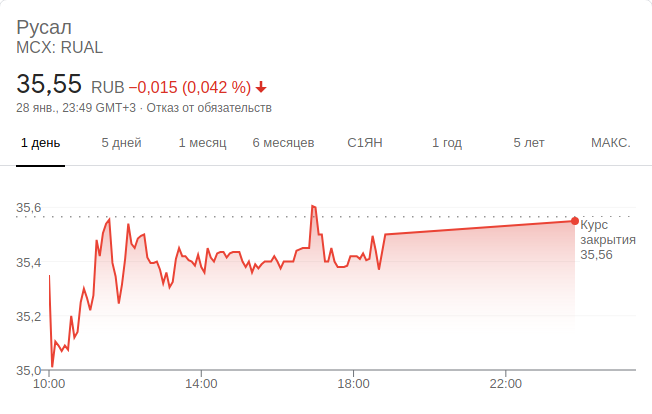 Русал
MCX: RUAL
35,55 RUB −0,015 (0,042 %)
28 янв., 23:49 GMT+3 · Отказ от обязательств
1 день 5 дней 1 месяц 6 месяцев С1ЯН 1 год 5 лет МАКС.
35,6
Курс
закрытия
35,56
35,4
35,2
35,0
10:00 14:00 18:00 22:00